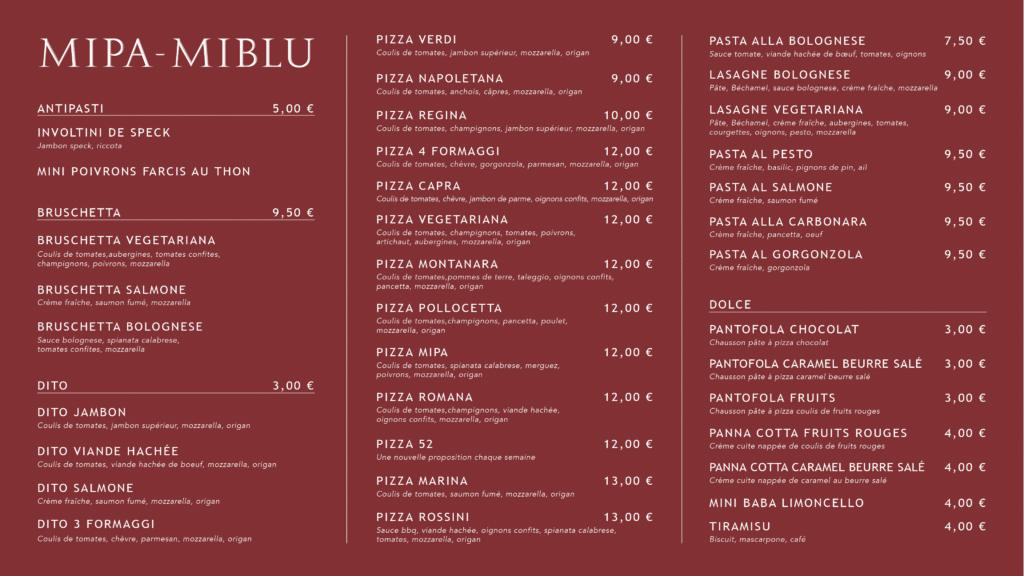 MIPA-MIBLU
ANTIPASTI 5,00 €
INVOLTINI DE SPECK
Jambon speck, riccota
MINI POIVRONS FARCIS AU THON
BRUSCHETTA 9,50 €
BRUSCHETTA VEGETARIANA
Coulis de tomates,aubergines, tomates confites,
champignons, poivrons, mozzarella
BRUSCHETTA SALMONE
Crème fraîche, saumon fumé, mozzarella
BRUSCHETTA BOLOGNESE
Sauce bolognese, spianata calabrese,
tomates confites, mozzarella
DITO 3,00 €
DITO JAMBON
Coulis de tomates, jambon supérieur, mozzarella, origan
DITO VIANDE HACHÉE
Coulis de tomates, viande hachée de boeuf, mozzarella, origan
DITO SALMONE
Crème fraîche, saumon fumé, mozzarella, origan
DITO 3 FORMAGGI
Coulis de tomates, chèvre, parmesan, mozzarella, origan
PIZZA VERDI 9,00 €
Coulis de tomates, jambon supérieur, mozzarella, origan
PIZZA NAPOLETANA 9,00 €
Coulis de tomates, anchois, câpres, mozzarella, origan
PIZZA REGINA 10,00 €
Coulis de tomates, champignons, jambon supérieur, mozzarella, origan
PIZZA 4 FORMAGGI 12,00 €
Coulis de tomates, chèvre, gorgonzola, parmesan, mozzarella, origan
PIZZA CAPRA 12,00 €
Coulis de tomates, chèvre, jambon de parme, oignons confits, mozzarella, origan
PIZZA VEGETARIANA 12,00 €
Coulis de tomates, champignons, tomates, poivrons,
artichaut, aubergines, mozzarella, origan
PIZZA MONTANARA 12,00 €
Coulis de tomates,pommes de terre, taleggio, oignons confits,
pancetta, mozzarella, origan
PIZZA POLLOCETTA 12,00 €
Coulis de tomates,champignons, pancetta, poulet,
mozzarella, origan
PIZZA MIPA 12,00 €
Coulis de tomates, spianata calabrese, merguez,
poivrons, mozzarella, origan
PIZZA ROMANA 12,00 €
Coulis de tomates,champignons, viande hachée,
oignons confits, mozzarella, origan
PIZZA 52 12,00 €
Une nouvelle proposition chaque semaine
PIZZA MARINA 13,00 €
Coulis de tomates, saumon fumé, mozzarella, origan
PIZZA ROSSINI 13,00 €
Sauce bbq, viande hachée, oignons confits, spianata calabrese,
tomates, mozzarella, origan
PASTA ALLA BOLOGNESE 7,50 €
Sauce tomate, viande hachée de bœuf, tomates, oignons
LASAGNE BOLOGNESE 9,00 €
Pâte, Béchamel, sauce bolognese, crème fraîche, mozzarella
LASAGNE VEGETARIANA 9,00 €
Pâte, Béchamel, crème fraîche, aubergines, tomates,
courgettes, oignons, pesto, mozzarella
PASTA AL PESTO 9,50 €
Crème fraîche, basilic, pignons de pin, ail
PASTA AL SALMONE 9,50 €
Crème fraîche, saumon fumé
PASTA ALLA CARBONARA 9,50 €
Crème fraîche, pancetta, oeuf
PASTA AL GORGONZOLA 9,50 €
Crème fraîche, gorgonzola
DOLCE
PANTOFOLA CHOCOLAT 3,00 €
Chausson pâte à pizza chocolat
PANTOFOLA CARAMEL BEURRE SALÉ 3,00 €
Chausson pâte à pizza caramel beurre salé
PANTOFOLA FRUITS 3,00 €
Chausson pâte à pizza coulis de fruits rouges
PANNA COTTA FRUITS ROUGES 4,00 €
Crème cuite nappée de coulis de fruits rouges
PANNA COTTA CARAMEL BEURRE SALÉ 4,00 €
Crème cuite nappée de caramel au beurre salé
MINI BABA LIMONCELLO 4,00 €
TIRAMISU 4,00 €
Biscuit, mascarpone, café